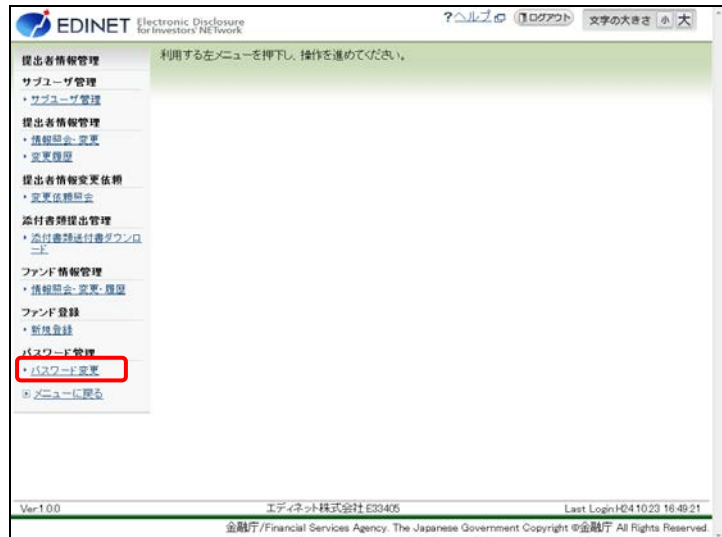 EDINET Electronic Disclosure for Investors' NETwork
?ヘルプ ログアウト 文字の大きさ 小 大
利用する左メニューを押下し、操作を進めてください。
提出者情報管理
サブユーザ管理
・サブユーザ管理
提出者情報管理
・情報照会・変更
・変更履歴
提出者情報変更依頼
・変更依頼照会
添付書類提出管理
・添付書類送付書ダウンロ
ード
ファンド情報管理
・情報照会・変更・履歴
ファンド登録
・新規登録
パスワード管理
・パスワード変更
メニューに戻る
Ver1.0.0 エディネット株式会社 E33405 Last Login:H24.10.23 16:49:21
金融庁/Financial Services Agency. The Japanese Government Copyright ©金融庁 All Rights Reserved.